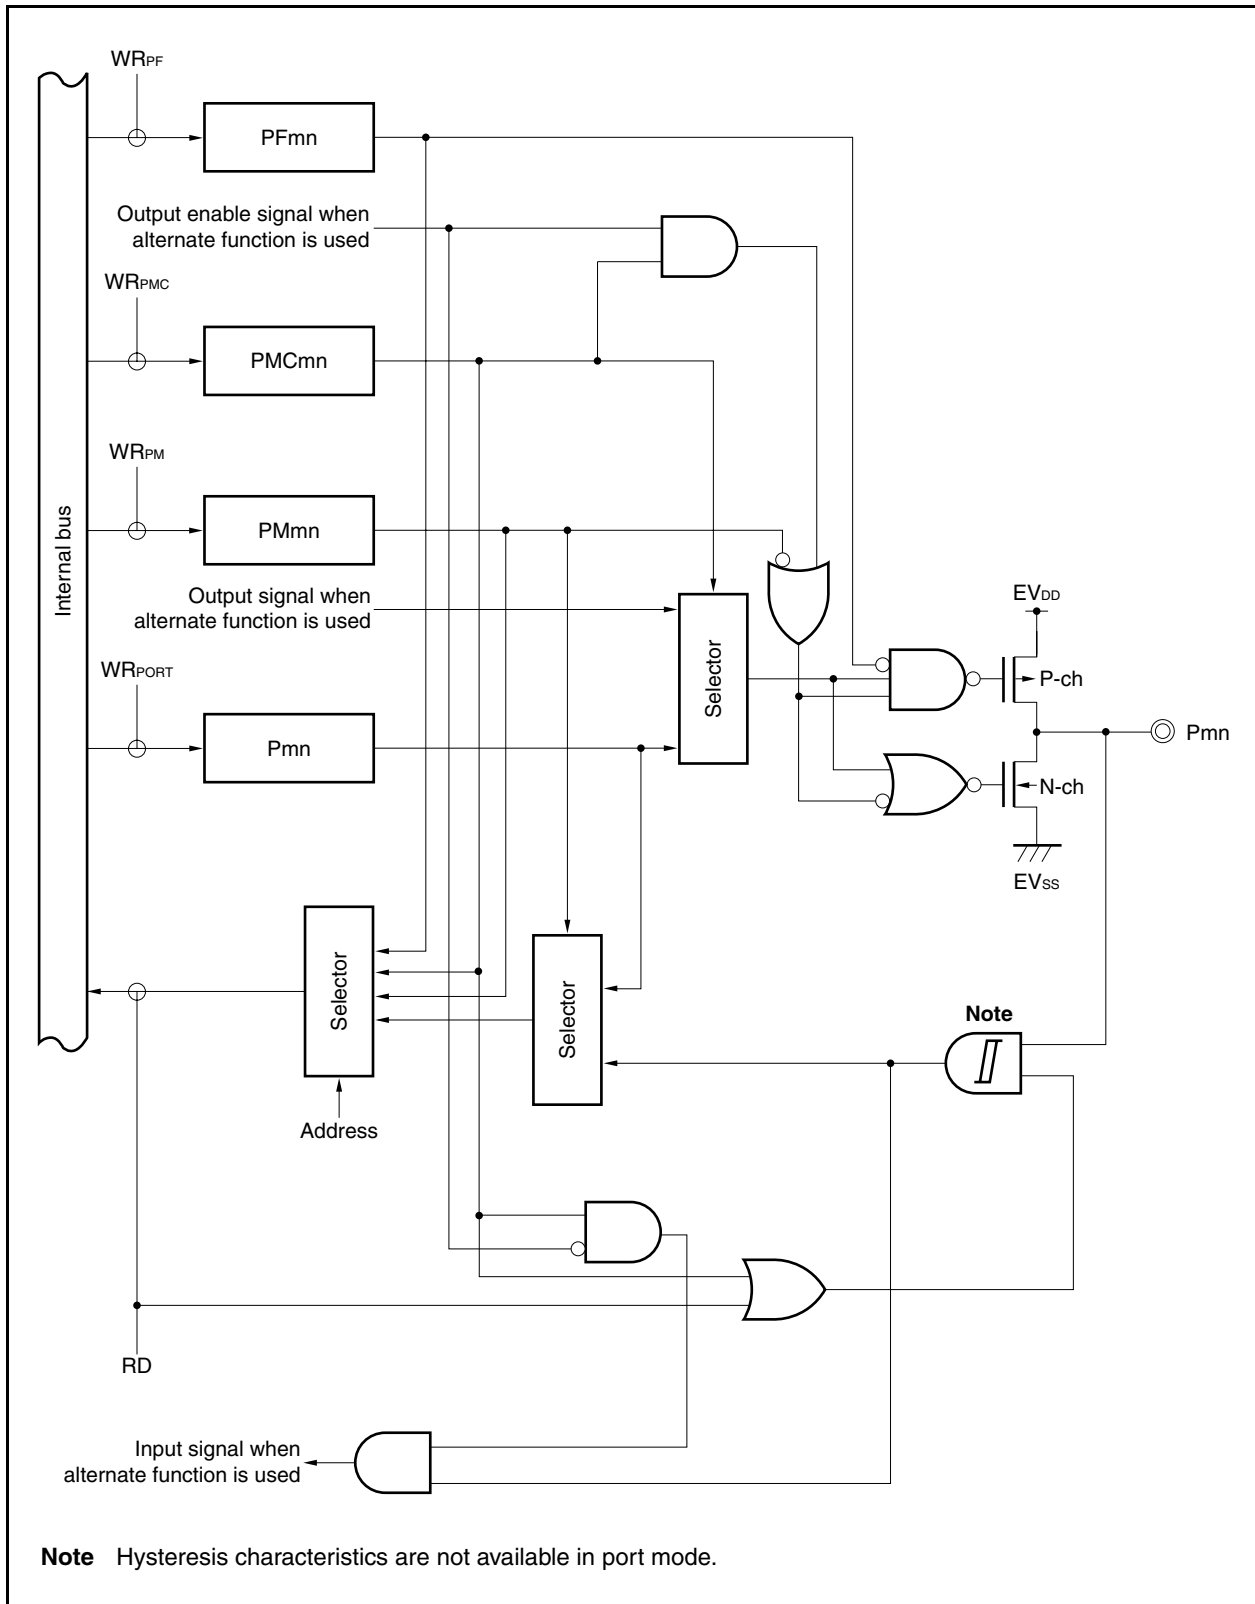 WRPF
PFmn
Output enable signal when
alternate function is used
WRPMC
PMCmn
WRPM
PMmn
Internal bus
Output signal when
alternate function is used
EVDD
Selector
WRPORT
P-ch
Pmn
Pmn
N-ch
EVSS
Selector
Selector
Note
Address
RD
Input signal when
alternate function is used
Note Hysteresis characteristics are not available in port mode.